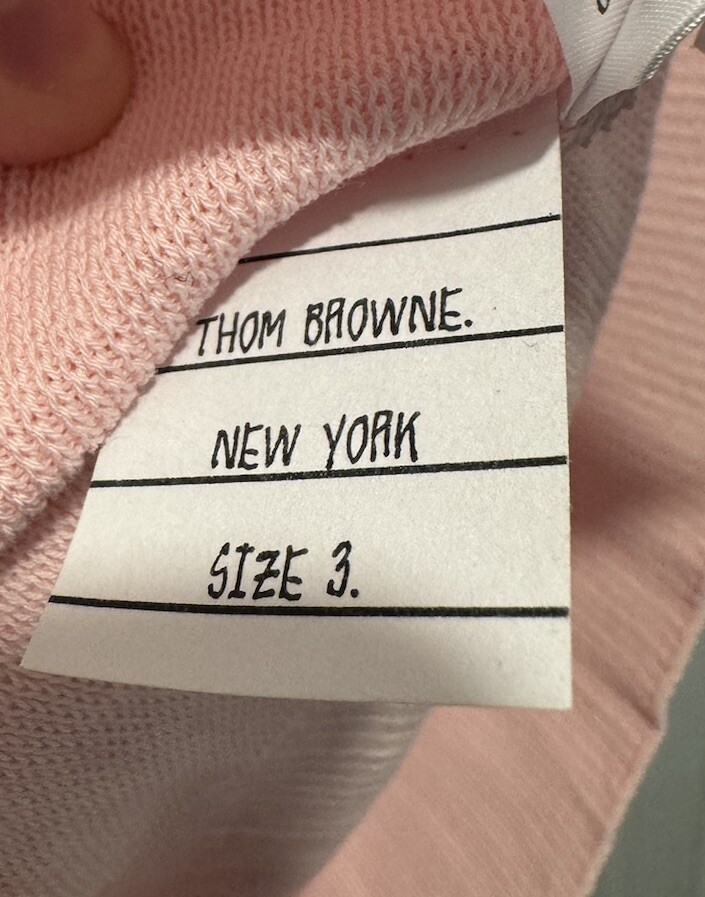 THOM BROWNE.
NEW YORK
SIZE 3.